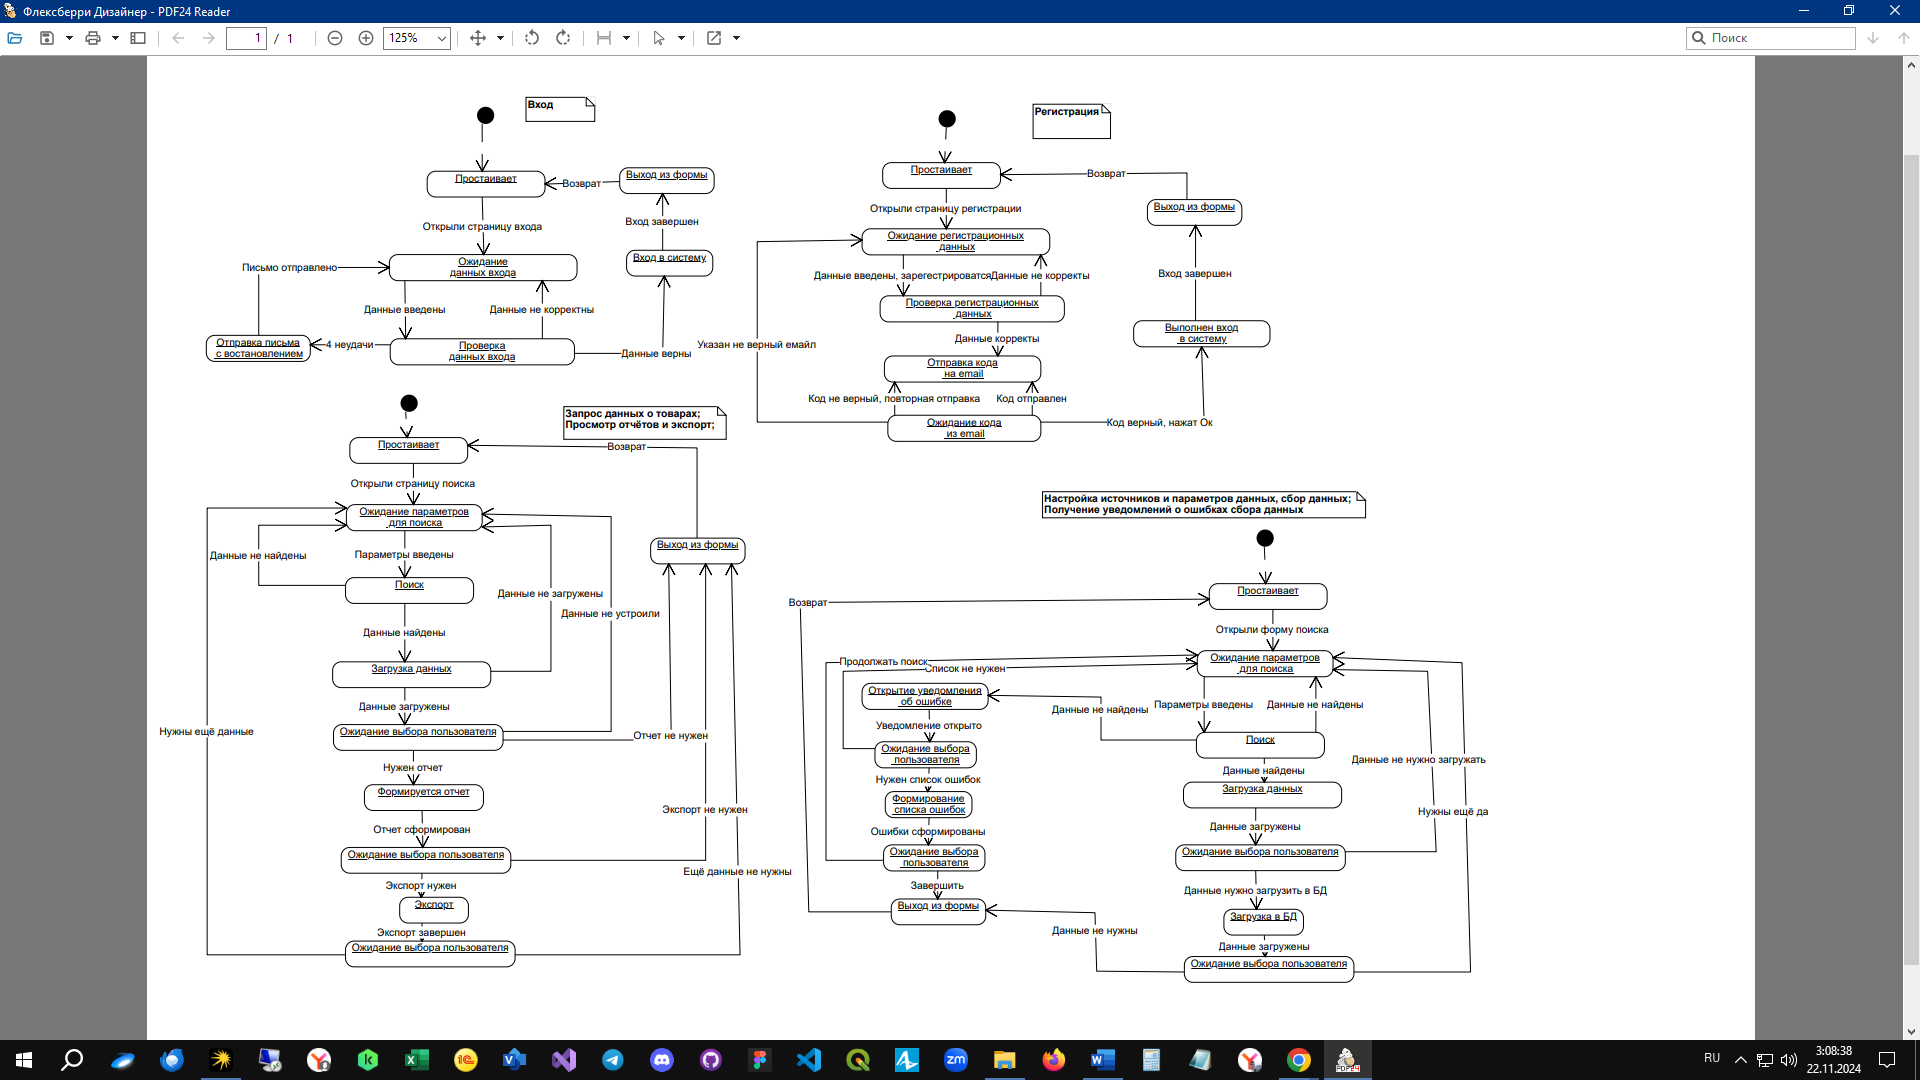 Флексберри Дизайнер - PDF24 Reader
1 / 1
125%
Поиск
Вход
Простаивает
Выход из формы
Возврат
Открыли страницу входа
Вход завершен
Ожидание
данных входа
Вход в систему
Письмо отправлено
Данные введены
Данные не корректны
Отправка письма
с востановлением
4 неудачи
Проверка
данных входа
Данные верны
Регистрация
Простаивает
Возврат
Открыли страницу регистрации
Выход из формы
Ожидание регистрационных
данных
Данные введены, зарегестрироватся
Данные не корректы
Вход завершен
Проверка регистрационных
данных
Выполнен вход
в систему
Указан не верный емайл
Данные корректы
Отправка кода
на email
Код не верный, повторная отправка
Код отправлен
Ожидание кода
из email
Код верный, нажат Ок
Запрос данных о товарах;
Просмотр отчётов и экспорт;
Простаивает
Возврат
Открыли страницу поиска
Ожидание параметров
для поиска
Выход из формы
Данные не найдены
Параметры введены
Поиск
Данные не загружены
Данные не устроили
Данные найдены
Загрузка данных
Данные загружены
Нужны ещё данные
Ожидание выбора пользователя
Отчет не нужен
Нужен отчет
Формируется отчет
Экспорт не нужен
Отчет сформирован
Ожидание выбора пользователя
Ещё данные не нужны
Экспорт нужен
Экспорт
Экспорт завершен
Ожидание выбора пользователя
Настройка источников и параметров данных, сбор данных;
Получение уведомлений о ошибках сбора данных
Простаивает
Возврат
Открыли форму поиска
Продолжать поиск
Список не нужен
Ожидание параметров
для поиска
Открытие уведомления
об ошибке
Данные не найдены
Параметры введены
Данные не найдены
Уведомление открыто
Поиск
Ожидание выбора
пользователя
Данные не нужно загружать
Данные найдены
Нужен список ошибок
Загрузка данных
Формирование
списка ошибок
Нужны ещё да
Данные загружены
Ошибки сформированы
Ожидание выбора
пользователя
Ожидание выбора пользователя
Завершить
Данные нужно загрузить в БД
Выход из формы
Загрузка в БД
Данные не нужны
Данные загружены
Ожидание выбора пользователя
RU
3:08:38
22.11.2024